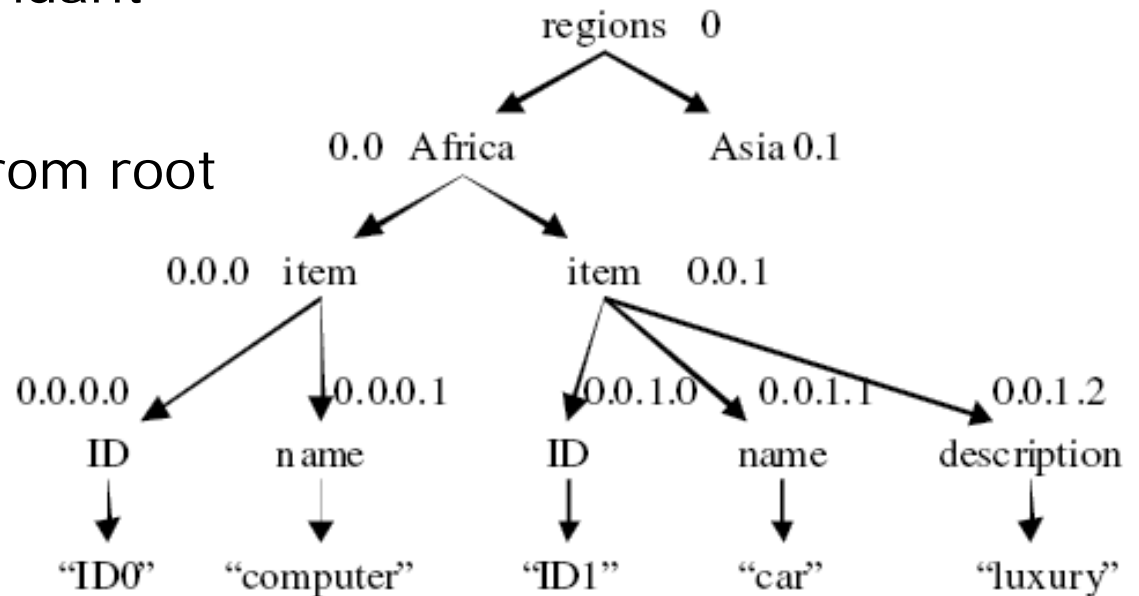 regions 0
0.0 Africa Asia 0.1
rom root
0.0.0 item item 0.0.1
0.0.0.0 0.0.0.1 0.0.1.0 0.0.1.1 0.0.1.2
ID name ID name description
“ID0” “computer” “ID1” “car” “luxury”